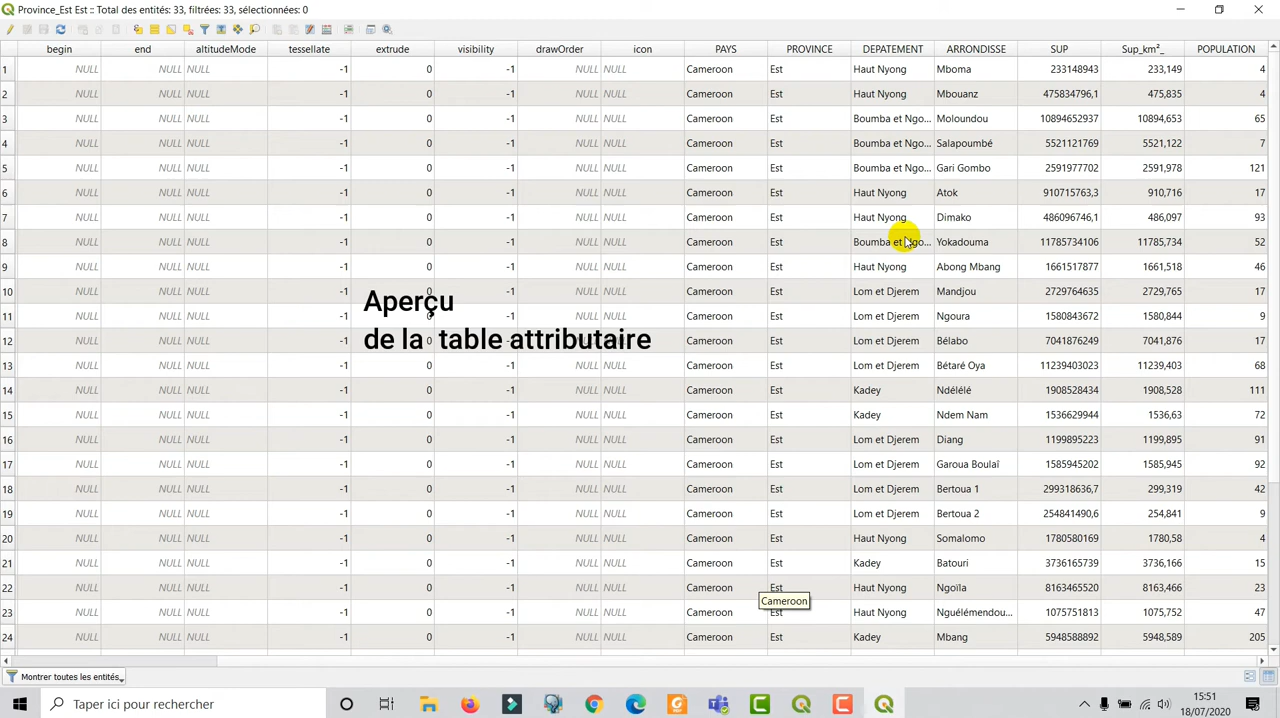 Province_Est Est :: Total des entités: 33, filtrées: 33, sélectionnées: 0
begin end altitudeMode tessellate extrude visibility drawOrder icon PAYS PROVINCE DEPATEMENT ARRONDISSE SUP Sup_km²_ POPULATION
1 NULL NULL NULL -1 0 -1 NULL NULL Cameroon Est Haut Nyong Mboma 233148943 233,149 4
2 NULL NULL NULL -1 0 -1 NULL NULL Cameroon Est Haut Nyong Mbouanz 475834796,1 475,835 4
3 NULL NULL NULL -1 0 -1 NULL NULL Cameroon Est Boumba et Ngo... Moloundou 10894652937 10894,653 65
4 NULL NULL NULL -1 0 -1 NULL NULL Cameroon Est Boumba et Ngo... Salapoumbé 5521121769 5521,122 7
5 NULL NULL NULL -1 0 -1 NULL NULL Cameroon Est Boumba et Ngo... Gari Gombo 2591977702 2591,978 121
6 NULL NULL NULL -1 0 -1 NULL NULL Cameroon Est Haut Nyong Atok 910715763,3 910,716 17
7 NULL NULL NULL -1 0 -1 NULL NULL Cameroon Est Haut Nyong Dimako 486096746,1 486,097 93
8 NULL NULL NULL -1 0 -1 NULL NULL Cameroon Est Boumba et Ngo... Yokadouma 11785734106 11785,734 52
9 NULL NULL NULL -1 0 -1 NULL NULL Cameroon Est Haut Nyong Abong Mbang 1661517877 1661,518 46
10 NULL NULL NULL -1 0 -1 NULL NULL Cameroon Est Lom et Djerem Mandjou 2729764635 2729,765 17
Aperçu
11 NULL NULL NULL -1 0 -1 NULL NULL Cameroon Est Lom et Djerem Ngoura 1580843672 1580,844 9
de la table attributaire
12 NULL NULL NULL -1 0 -1 NULL NULL Cameroon Est Lom et Djerem Bélabo 7041876249 7041,876 17
13 NULL NULL NULL -1 0 -1 NULL NULL Cameroon Est Lom et Djerem Bétaré Oya 11239403023 11239,403 68
14 NULL NULL NULL -1 0 -1 NULL NULL Cameroon Est Kadey Ndélélé 1908528434 1908,528 111
15 NULL NULL NULL -1 0 -1 NULL NULL Cameroon Est Kadey Ndem Nam 1536629944 1536,63 72
16 NULL NULL NULL -1 0 -1 NULL NULL Cameroon Est Lom et Djerem Diang 1199895223 1199,895 91
17 NULL NULL NULL -1 0 -1 NULL NULL Cameroon Est Lom et Djerem Garoua Boulaî 1585945202 1585,945 92
18 NULL NULL NULL -1 0 -1 NULL NULL Cameroon Est Lom et Djerem Bertoua 1 299318636,7 299,319 42
19 NULL NULL NULL -1 0 -1 NULL NULL Cameroon Est Lom et Djerem Bertoua 2 254841490,6 254,841 9
20 NULL NULL NULL -1 0 -1 NULL NULL Cameroon Est Haut Nyong Somalomo 1780580169 1780,58 4
21 NULL NULL NULL -1 0 -1 NULL NULL Cameroon Est Kadey Batouri 3736165739 3736,166 15
22 NULL NULL NULL -1 0 -1 NULL NULL Cameroon Est Haut Nyong Ngoïla 8163465520 8163,466 23
Cameroon
23 NULL NULL NULL -1 0 -1 NULL NULL Cameroon Est Haut Nyong Nguélémendou... 1075751813 1075,752 47
24 NULL NULL NULL -1 0 -1 NULL NULL Cameroon Est Kadey Mbang 5948588892 5948,589 205
Montrer toutes les entités
Taper ici pour rechercher
15:51
18/07/2020